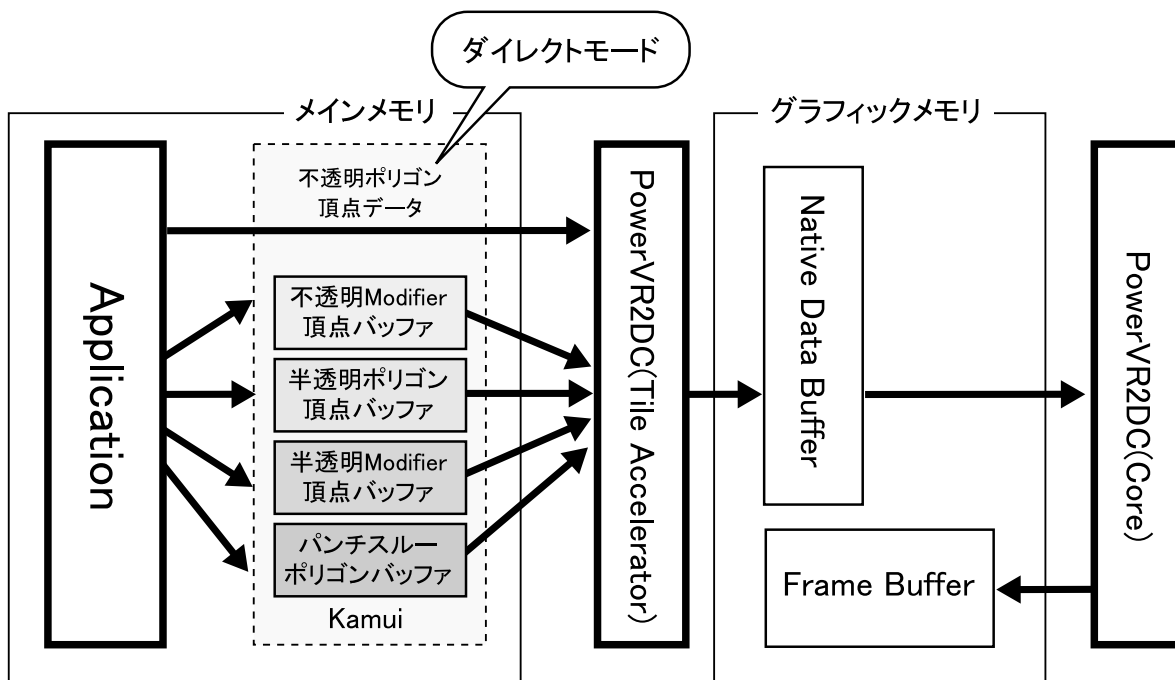 ダイレクトモード
メインメモリ
グラフィックメモリ
Application
不透明ポリゴン
頂点データ
不透明Modifier
頂点バッファ
半透明ポリゴン
頂点バッファ
半透明Modifier
頂点バッファ
パンチスルー
ポリゴンバッファ
Kamui
PowerVR2DC(Tile Accelerator)
Native Data Buffer
Frame Buffer
PowerVR2DC(Core)